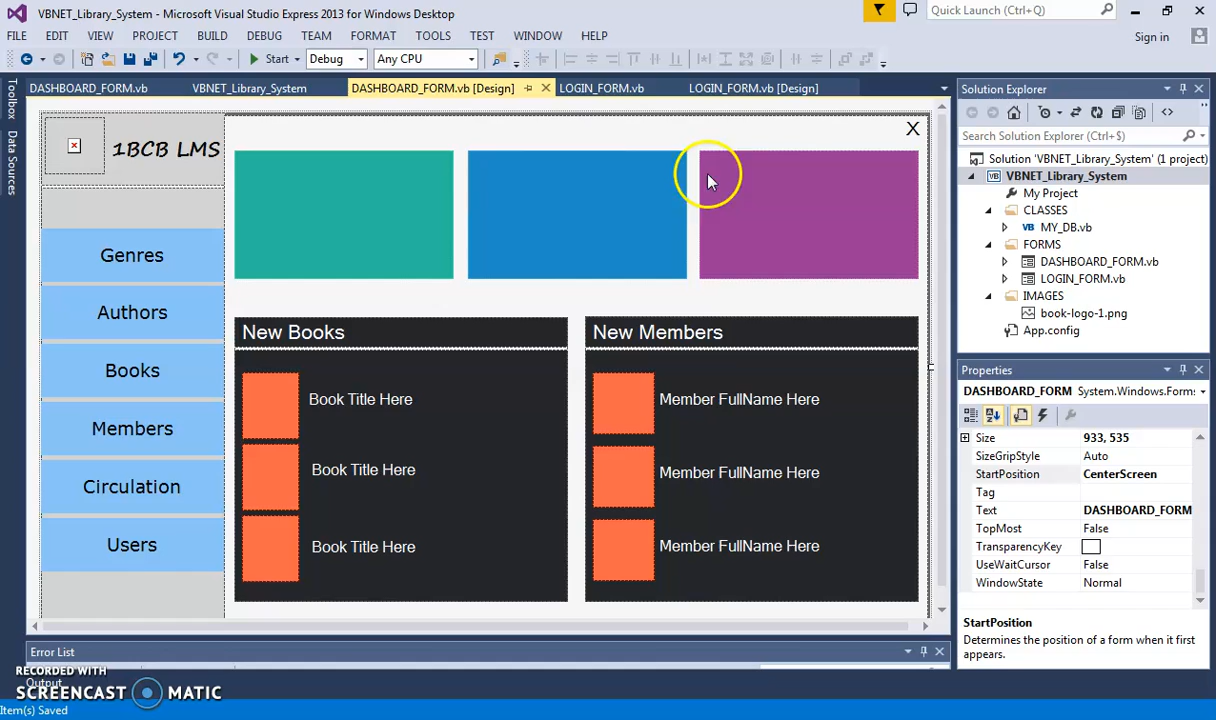 VBNET_Library_System - Microsoft Visual Studio Express 2013 for Windows Desktop
Quick Launch (Ctrl+Q)
FILE EDIT VIEW PROJECT BUILD DEBUG TEAM FORMAT TOOLS TEST WINDOW HELP
Sign in
Start Debug Any CPU
DASHBOARD_FORM.vb VBNET_Library_System DASHBOARD_FORM.vb [Design] LOGIN_FORM.vb LOGIN_FORM.vb [Design]
Toolbox
Data Sources
1BCB LMS
X
Genres
Authors
Books
Members
Circulation
Users
New Books
Book Title Here
Book Title Here
Book Title Here
New Members
Member FullName Here
Member FullName Here
Member FullName Here
Solution Explorer
Search Solution Explorer (Ctrl+$)
Solution 'VBNET_Library_System' (1 project)
VBNET_Library_System
My Project
CLASSES
MY_DB.vb
FORMS
DASHBOARD_FORM.vb
LOGIN_FORM.vb
IMAGES
book-logo-1.png
App.config
Properties
DASHBOARD_FORM System.Windows.Forms.
Size 933, 535
SizeGripStyle Auto
StartPosition CenterScreen
Tag
Text DASHBOARD_FORM
TopMost False
TransparencyKey
UseWaitCursor False
WindowState Normal
StartPosition
Determines the position of a form when it first
appears.
Error List
Output
RECORDED WITH
SCREENCAST MATIC
Item(s) Saved